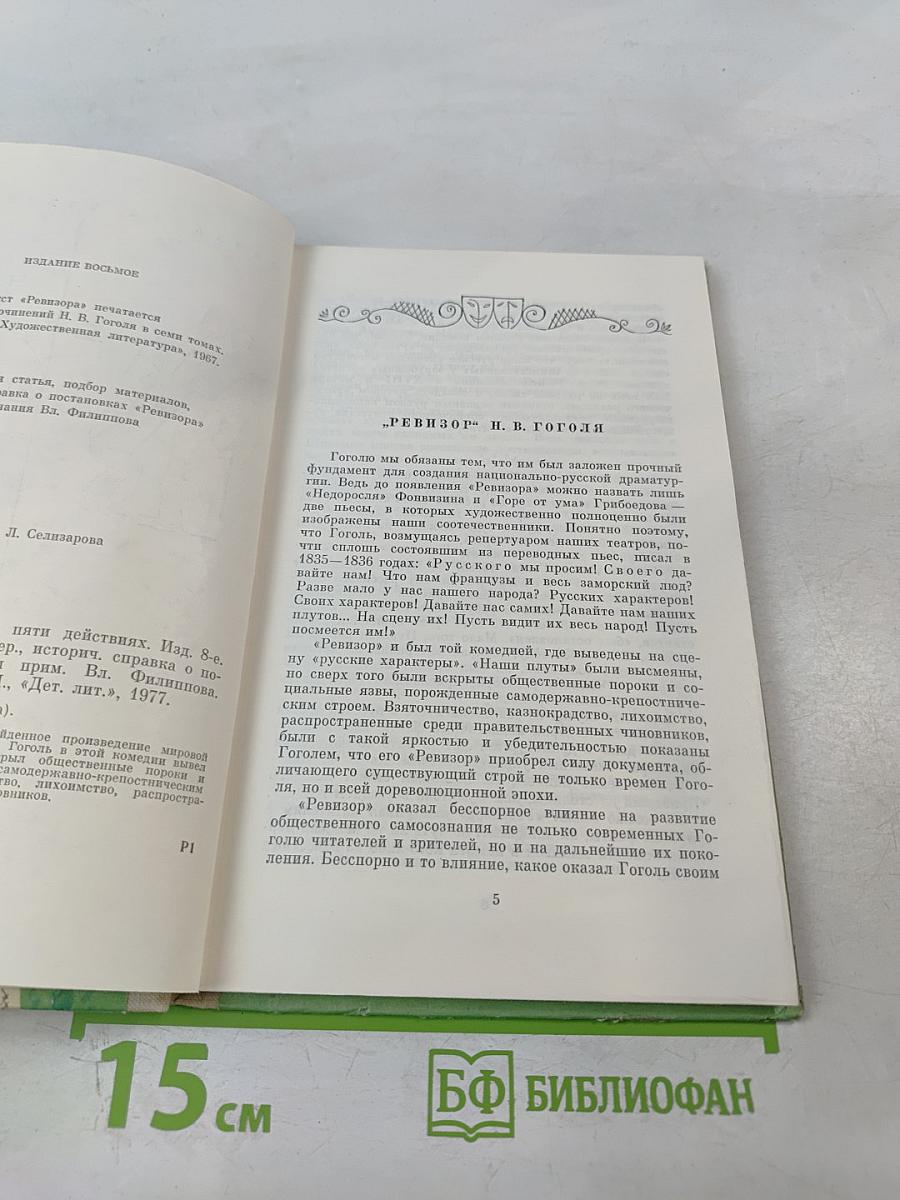 ИЗДАНИЕ ВОСЬМОЕ
«Ревизора» печатается
Н. В. Гоголя в семи томах.
Художественная литература», 1967.
статья, подбор материалов,
о постановках «Ревизора»
Вл. Филиппова
Л. Селизарова
пяти действиях. Изд. 8-е.
историч. справка о по-
прим. Вл. Филиппова.
«Дет. лит.», 1977.
произведение мировой
Гоголь в этой комедии вывел
общественные пороки и
самодержавно-крепостническим
лихоимство, распростра-
Р1
„РЕВИЗОР“ Н. В. ГОГОЛЯ
Гоголю мы обязаны тем, что им был заложен прочный
фундамент для создания национально-русской драматур-
гии. Ведь до появления «Ревизора» можно назвать лишь
«Недоросля» Фонвизина и «Горе от ума» Грибоедова —
две пьесы, в которых художественно полноценно были
изображены наши соотечественники. Понятно поэтому,
что Гоголь, возмущаясь репертуаром наших театров, по-
чти сплошь состоявшим из переводных пьес, писал в
1835—1836 годах: «Русского мы просим! Своего да-
вайте нам! Что нам французы и весь заморский люд?
Разве мало у нас нашего народа? Русских характеров!
Своих характеров! Давайте нас самих! Давайте нам наших
плутов... На сцену их! Пусть видит их весь народ! Пусть
посмеется им!»
«Ревизор» и был той комедией, где выведены на сце-
ну «русские характеры». «Наши плуты» были высмеяны,
но сверх того были вскрыты общественные пороки и со-
циальные язвы, порожденные самодержавно-крепостниче-
ским строем. Взяточничество, казнокрадство, лихоимство,
распространенные среди правительственных чиновников,
были с такой яркостью и убедительностью показаны
Гоголем, что его «Ревизор» приобрел силу документа, об-
личающего существующий строй не только времен Гого-
ля, но и всей дореволюционной эпохи.
«Ревизор» оказал бесспорное влияние на развитие
общественного самосознания не только современных Го-
голю читателей и зрителей, но и на дальнейшие их поко-
ления. Бесспорно и то влияние, какое оказал Гоголь своим
5
15 см
БФ БИБЛИОФАН